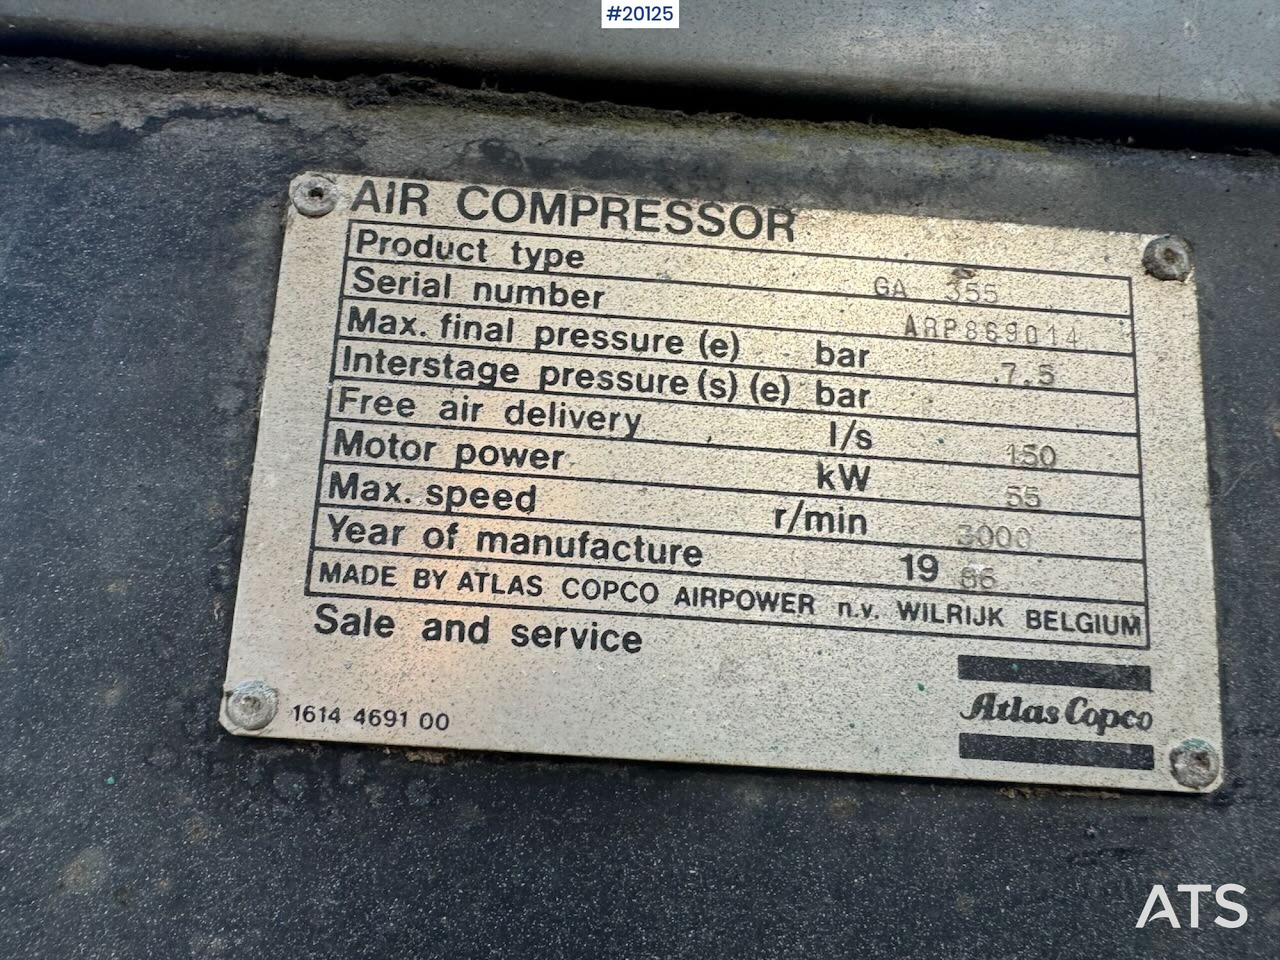 #20125
AIR COMPRESSOR
Product type GA 355
Serial number ARP869014
Max. final pressure (e) bar 7.5
Interstage pressure (s) (e) bar
Free air delivery l/s 150
Motor power kW 55
Max. speed r/min 3000
Year of manufacture 19 86
MADE BY ATLAS COPCO AIRPOWER n.v. WILRIJK BELGIUM
Sale and service
Atlas Copco
1614 4691 00
ATS